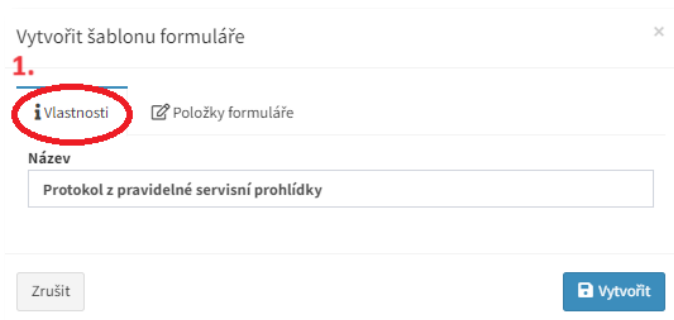 Vytvořit šablonu formuláře
×
1.
Vlastnosti Položky formuláře
Název
Protokol z pravidelné servisní prohlídky
Zrušit Vytvořit